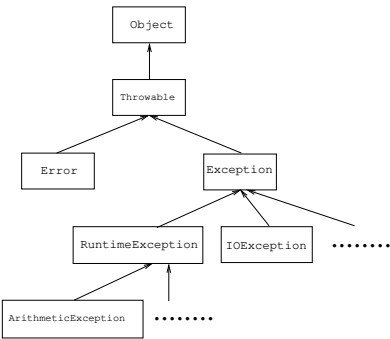 Object
Throwable
Error
Exception
RuntimeException
IOException
ArithmeticException